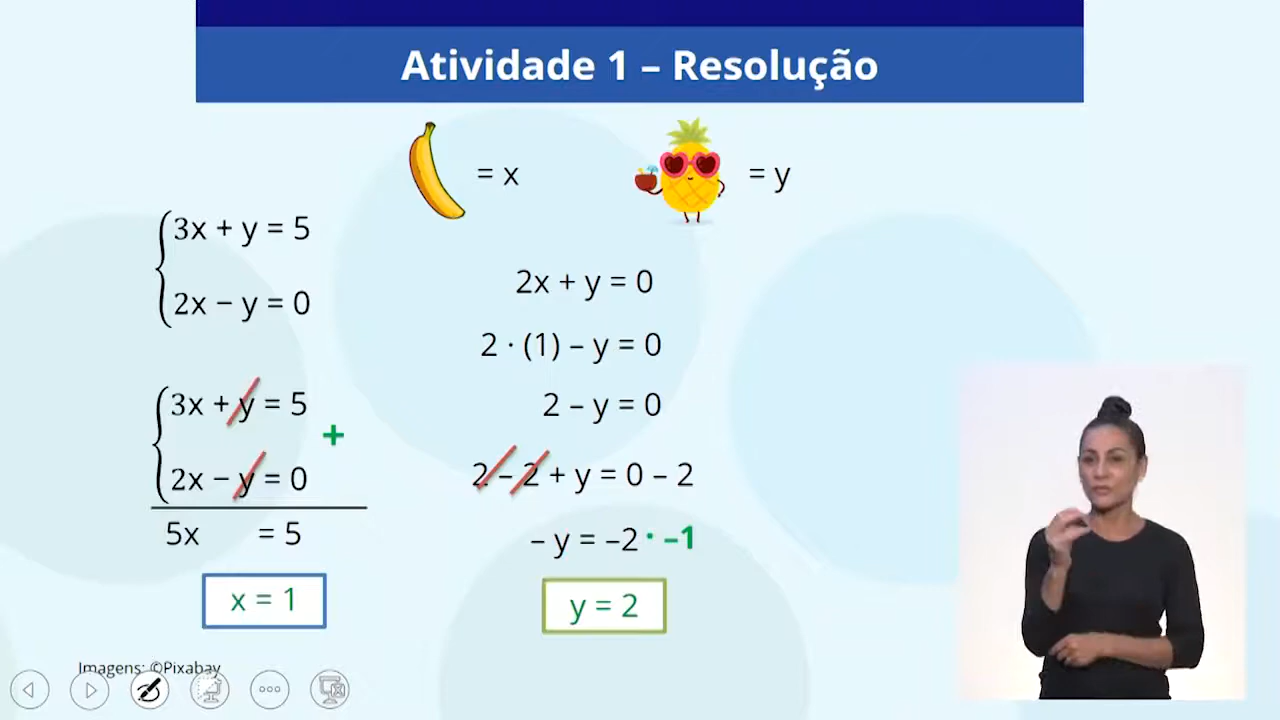 Atividade 1 – Resolução
= x
= y
3x + y = 5
2x − y = 0
3x + y = 5
+
2x − y = 0
5x = 5
x = 1
2x + y = 0
2 · (1) – y = 0
2 – y = 0
2 – 2 + y = 0 – 2
– y = –2 · –1
y = 2
Imagens: ©Pixabay